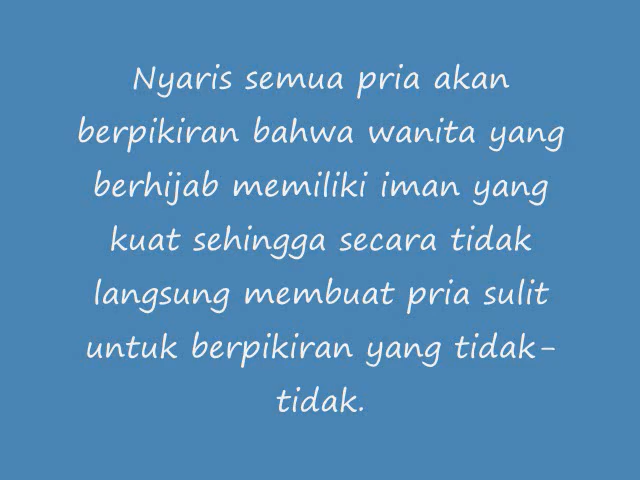 Nyaris semua pria akan
berpikiran bahwa wanita yang
berhijab memiliki iman yang
kuat sehingga secara tidak
langsung membuat pria sulit
untuk berpikiran yang tidak-
tidak.